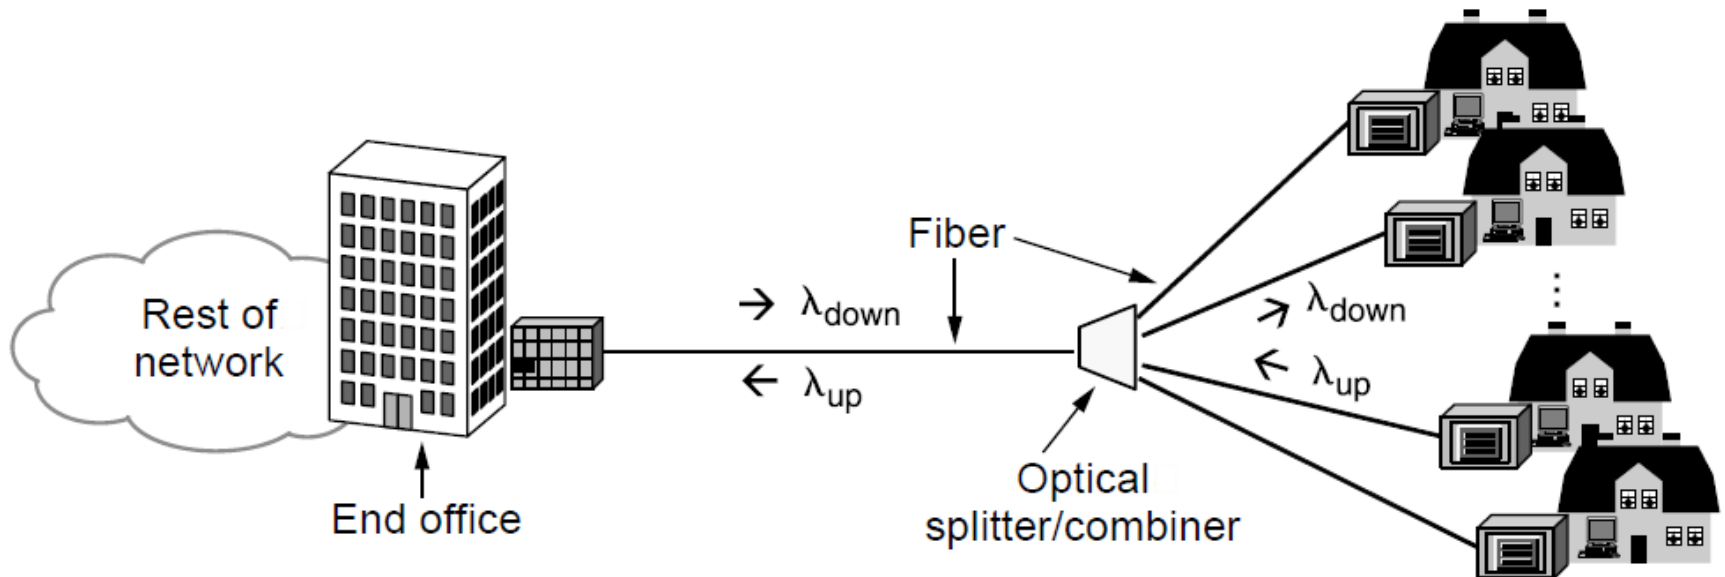 Rest of
network
End office
→ λdown
← λup
Fiber
Optical
splitter/combiner
→ λdown
← λup
⋮